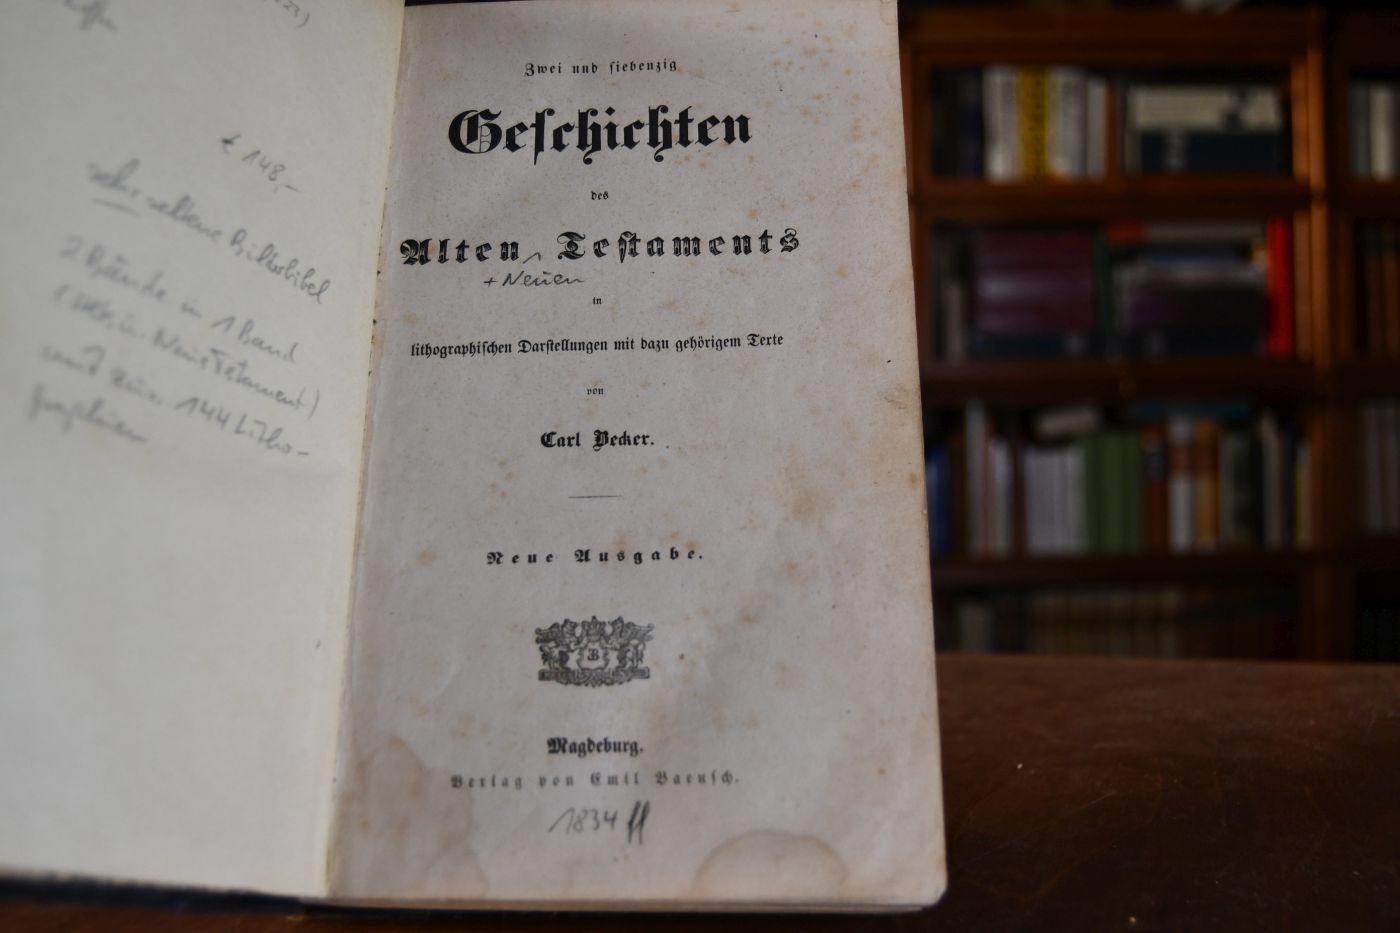 € 148,-
sehr seltene Bilderbibel
2 Bände in 1 Band
Neues Testament)
und zus. 144 Litho-
graphien
Zwei und siebenzig
Geschichten
des
Alten Testaments
+ Neuen
in
lithographischen Darstellungen mit dazu gehörigem Texte
von
Carl Becker.
Neue Ausgabe.
EB
Magdeburg.
Verlag von Emil Baensch.
1834 ff